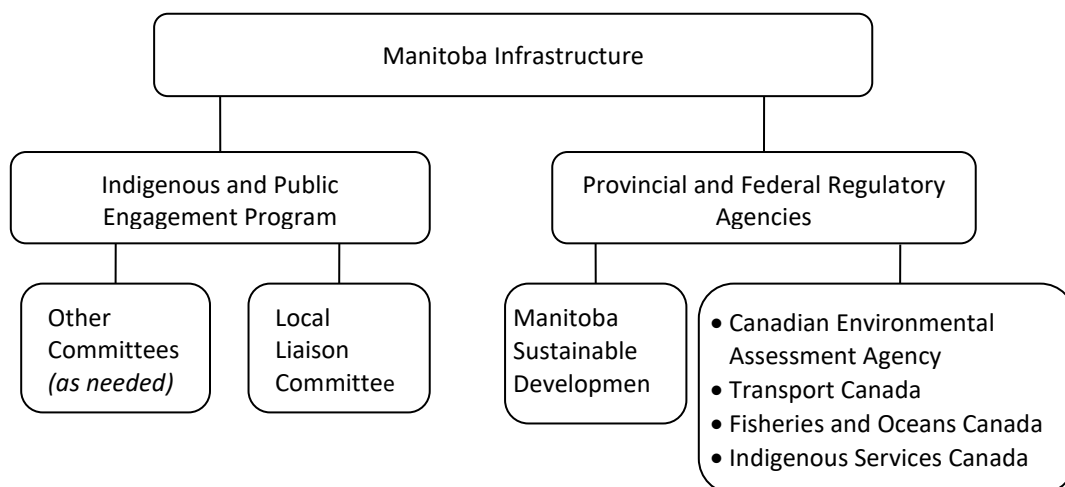 Manitoba Infrastructure
Indigenous and Public
Engagement Program
Provincial and Federal Regulatory
Agencies
Other
Committees
(as needed)
Local
Liaison
Committee
Manitoba
Sustainable
Developmen
• Canadian Environmental
Assessment Agency
• Transport Canada
• Fisheries and Oceans Canada
• Indigenous Services Canada